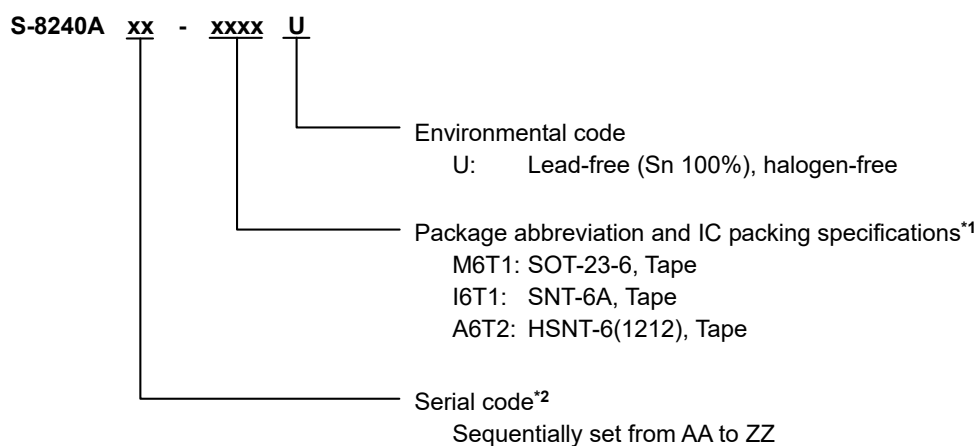 S-8240A xx - xxxx U
Environmental code
U: Lead-free (Sn 100%), halogen-free
Package abbreviation and IC packing specifications*1
M6T1: SOT-23-6, Tape
I6T1: SNT-6A, Tape
A6T2: HSNT-6(1212), Tape
Serial code*2
Sequentially set from AA to ZZ